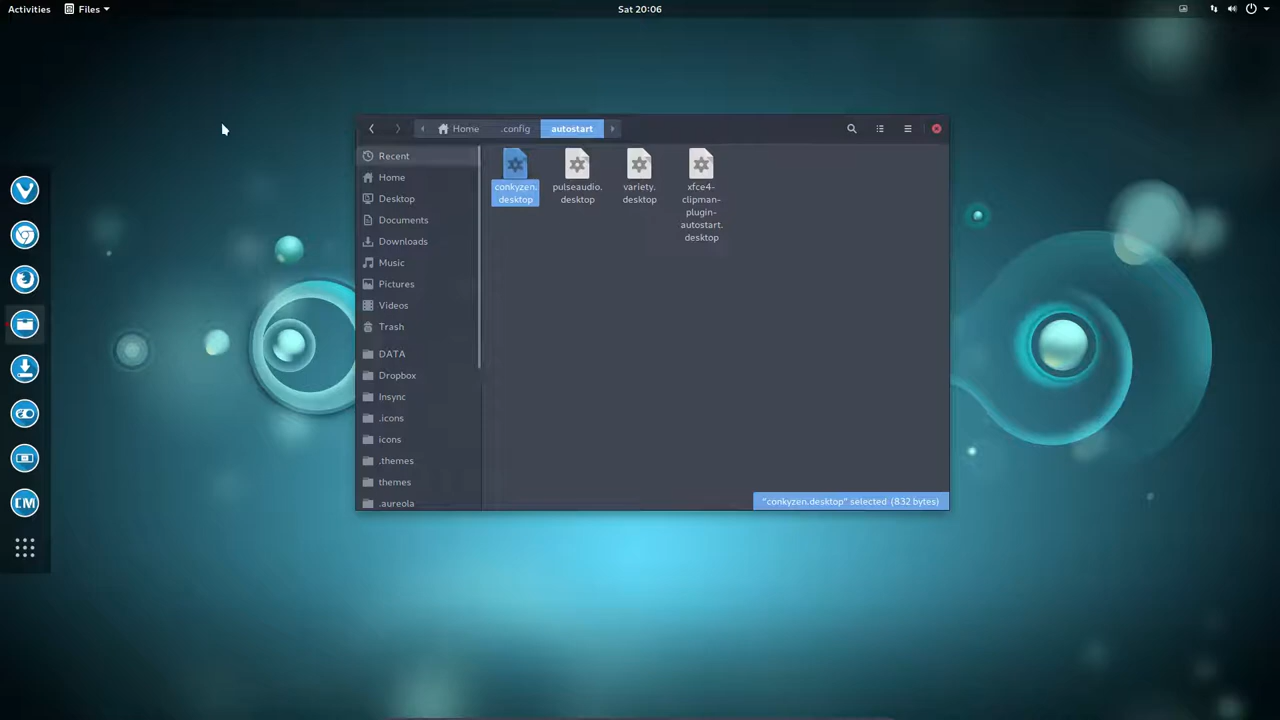 Activities Files Sat 20:06
Home .config autostart
Recent
Home
Desktop
Documents
Downloads
Music
Pictures
Videos
Trash
DATA
Dropbox
Insync
.icons
icons
.themes
themes
.aureola
conkyzen.
desktop
pulseaudio.
desktop
variety.
desktop
xfce4-
clipman-
plugin-
autostart.
desktop
"conkyzen.desktop" selected (832 bytes)
CM